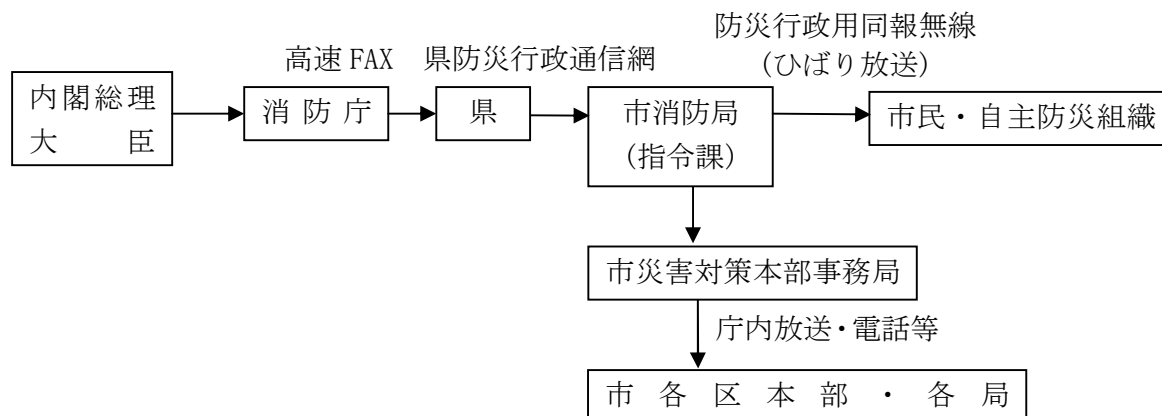 防災行政用同報無線
(ひばり放送)
高速 FAX 県防災行政通信網
内閣総理
大臣
消防庁
県
市消防局
(指令課)
市民・自主防災組織
市災害対策本部事務局
庁内放送・電話等
市各区本部・各局